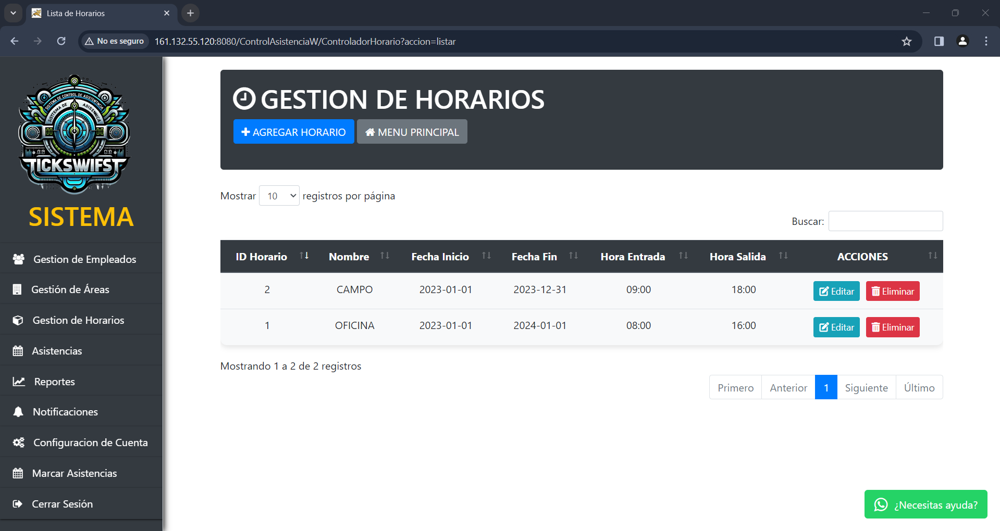 Lista de Horarios
No es seguro 161.132.55.120:8080/ControlAsistenciaW/ControladorHorario?accion=listar
SISTEMA DE CONTROL DE ASISTENTNCIA
TICKSWIFST
SISTEMA
Gestion de Empleados
Gestión de Áreas
Gestion de Horarios
Asistencias
Reportes
Notificaciones
Configuracion de Cuenta
Marcar Asistencias
Cerrar Sesión
GESTION DE HORARIOS
AGREGAR HORARIO MENU PRINCIPAL
Mostrar 10 registros por página
Buscar:
ID Horario Nombre Fecha Inicio Fecha Fin Hora Entrada Hora Salida ACCIONES
2 CAMPO 2023-01-01 2023-12-31 09:00 18:00 Editar Eliminar
1 OFICINA 2023-01-01 2024-01-01 08:00 16:00 Editar Eliminar
Mostrando 1 a 2 de 2 registros
Primero Anterior 1 Siguiente Último
¿Necesitas ayuda?